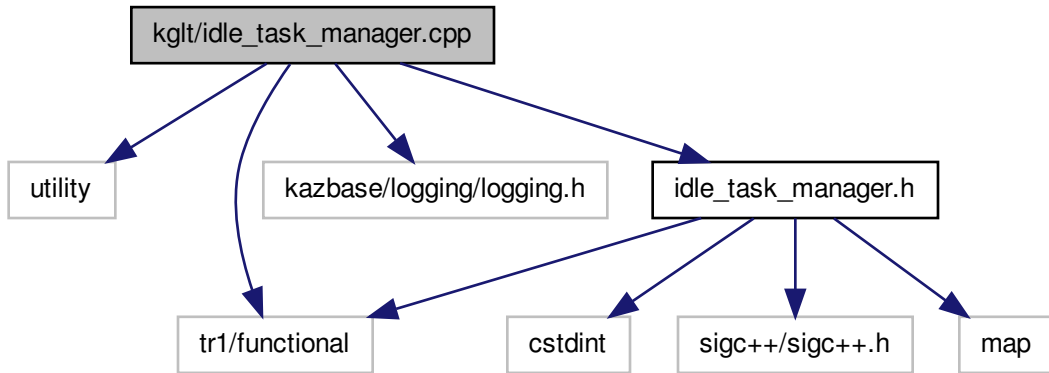 kglt/idle_task_manager.cpp
utility
kazbase/logging/logging.h
idle_task_manager.h
tr1/functional
cstdint
sigc++/sigc++.h
map